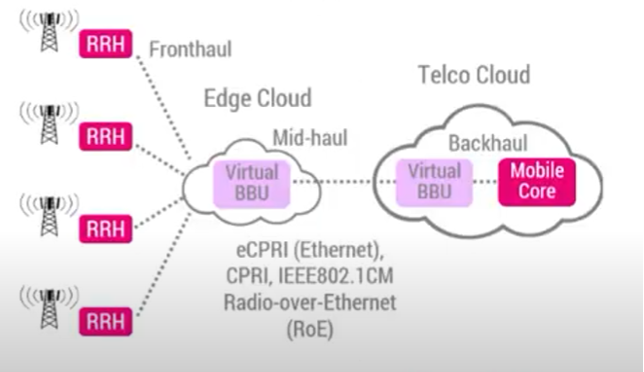 RRH
Fronthaul
Telco Cloud
Edge Cloud
RRH
Mid-haul
Backhaul
Virtual
BBU
Virtual
BBU
Mobile
Core
RRH
eCPRI (Ethernet),
CPRI, IEEE802.1CM
Radio-over-Ethernet
(RoE)
RRH